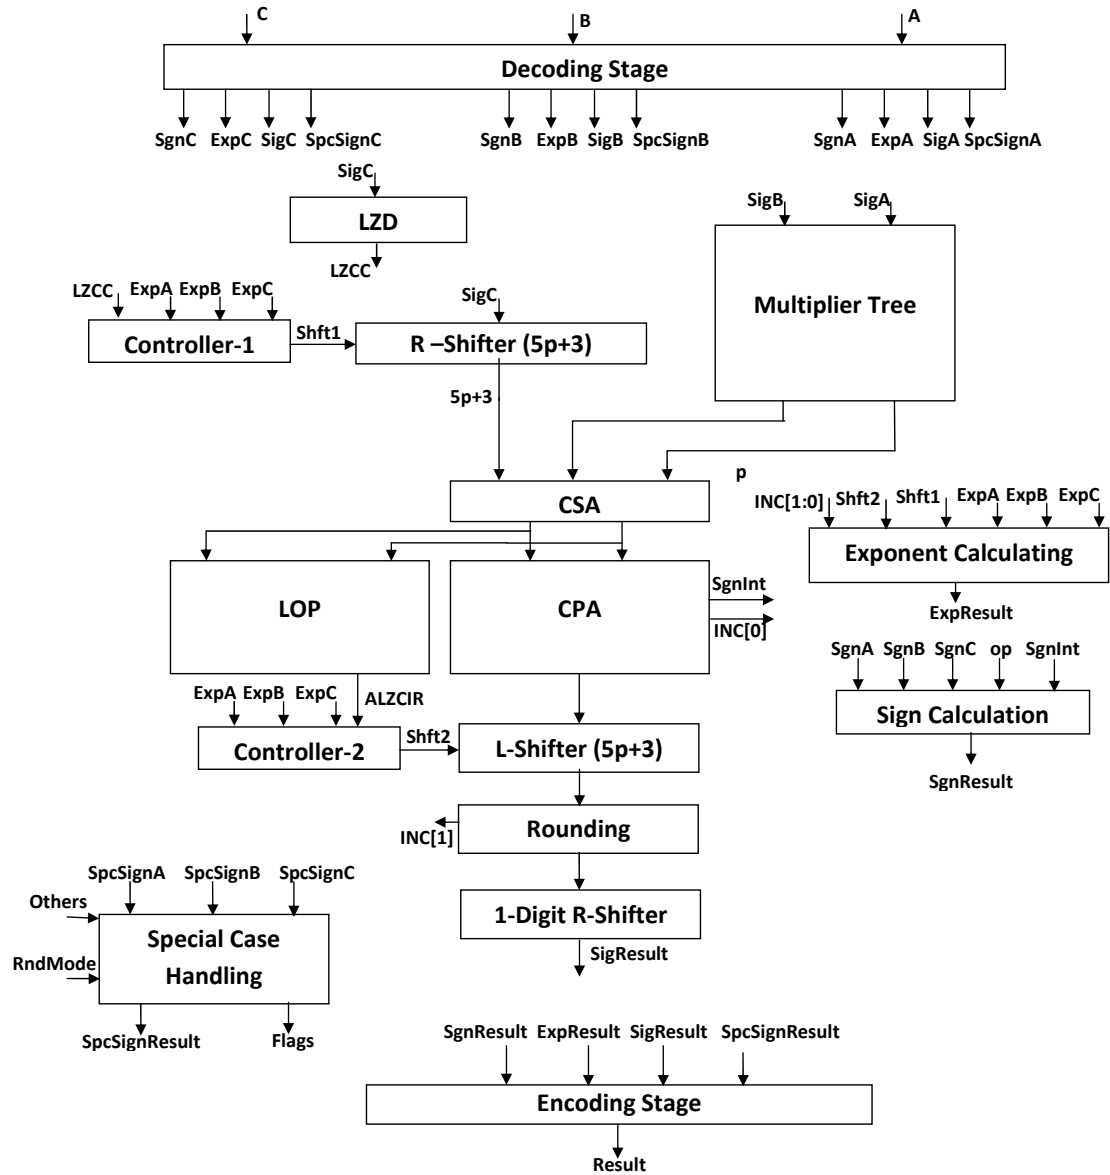 C B A
Decoding Stage
SgnC ExpC SigC SpcSignC SgnB ExpB SigB SpcSignB SgnA ExpA SigA SpcSignA
SigC
LZD
LZCC
SigB SigA
Multiplier Tree
LZCC ExpA ExpB ExpC
Controller-1
Shft1
SigC
R –Shifter (5p+3)
5p+3
p
CSA
INC[1:0] Shft2 Shft1 ExpA ExpB ExpC
Exponent Calculating
ExpResult
LOP
CPA
SgnInt
INC[0]
SgnA SgnB SgnC op SgnInt
Sign Calculation
SgnResult
ExpA ExpB ExpC ALZCIR
Controller-2
Shft2
L-Shifter (5p+3)
INC[1]
Rounding
1-Digit R-Shifter
SigResult
SpcSignA SpcSignB SpcSignC
Others
RndMode
Special Case
Handling
SpcSignResult Flags
SgnResult ExpResult SigResult SpcSignResult
Encoding Stage
Result